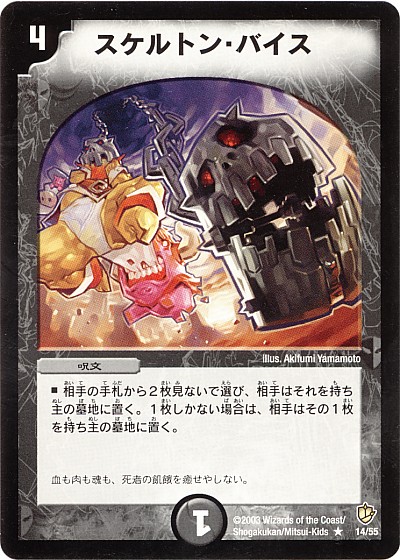 4
スケルトン・バイス
Illus. Akifumi Yamamoto
呪文
■ 相手の手札から2枚見ないで選び、相手はそれを持ち
主の墓地に置く。1枚しかない場合は、相手はその1枚
を持ち主の墓地に置く。
血も肉も魂も、死者の飢餓を癒やせしない。
1
©2003 Wizards of the Coast/
Shogakukan/Mitsui-Kids ★ 14/55